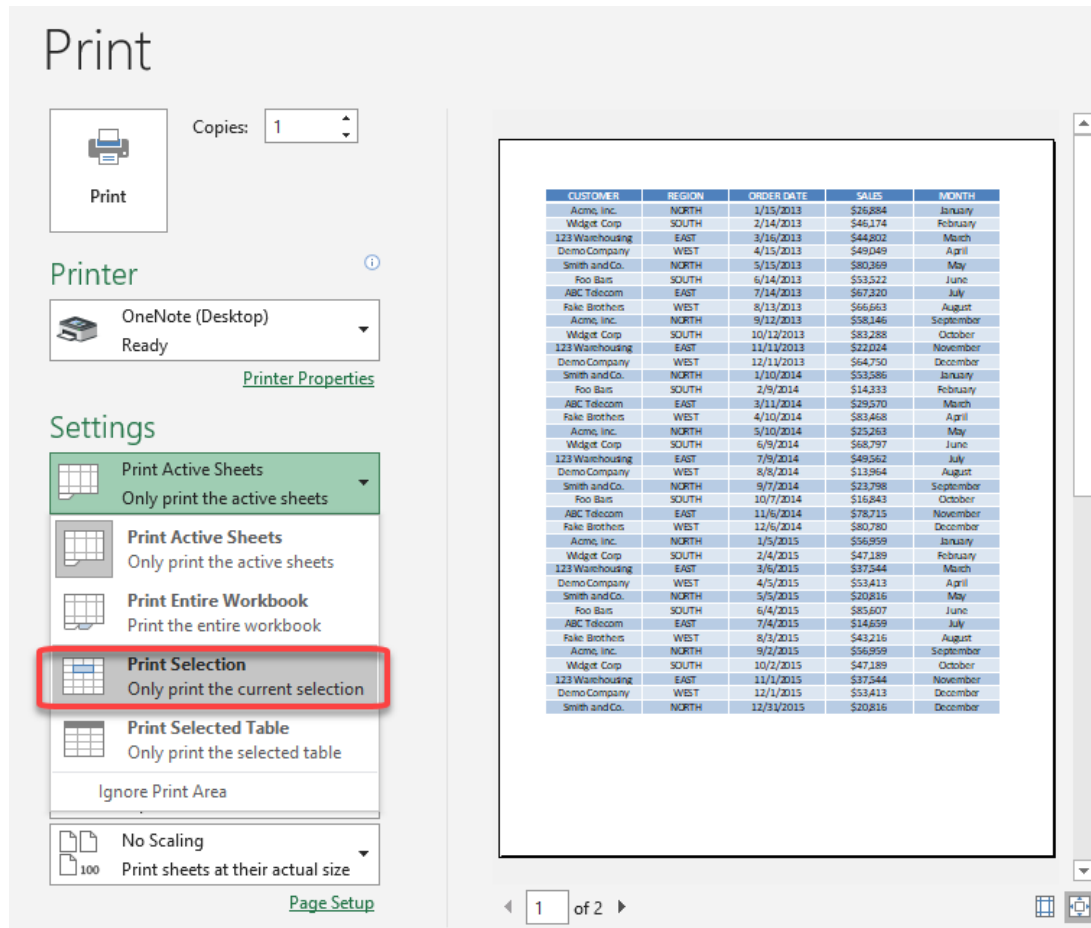 Print
Copies: 1
Print
Printer
OneNote (Desktop)
Ready
Printer Properties
Settings
Print Active Sheets
Only print the active sheets
Print Active Sheets
Only print the active sheets
Print Entire Workbook
Print the entire workbook
Print Selection
Only print the current selection
Print Selected Table
Only print the selected table
Ignore Print Area
No Scaling
100 Print sheets at their actual size
Page Setup
CUSTOMER REGION ORDER DATE SALES MONTH
Acme, Inc. NORTH 1/15/2013 $26,884 January
Widget Corp SOUTH 2/14/2013 $46,174 February
123 Warehousing EAST 3/16/2013 $44,802 March
Demo Company WEST 4/15/2013 $49,049 April
Smith and Co. NORTH 5/15/2013 $80,369 May
Foo Bars SOUTH 6/14/2013 $53,522 June
ABC Telecom EAST 7/14/2013 $67,320 July
Fake Brothers WEST 8/13/2013 $66,663 August
Acme, Inc. NORTH 9/12/2013 $58,146 September
Widget Corp SOUTH 10/12/2013 $83,288 October
123 Warehousing EAST 11/11/2013 $22,024 November
Demo Company WEST 12/11/2013 $64,750 December
Smith and Co. NORTH 1/10/2014 $53,586 January
Foo Bars SOUTH 2/9/2014 $14,333 February
ABC Telecom EAST 3/11/2014 $29,570 March
Fake Brothers WEST 4/10/2014 $83,468 April
Acme, Inc. NORTH 5/10/2014 $25,263 May
Widget Corp SOUTH 6/9/2014 $68,797 June
123 Warehousing EAST 7/9/2014 $49,562 July
Demo Company WEST 8/8/2014 $13,964 August
Smith and Co. NORTH 9/7/2014 $23,798 September
Foo Bars SOUTH 10/7/2014 $16,843 October
ABC Telecom EAST 11/6/2014 $78,715 November
Fake Brothers WEST 12/6/2014 $80,780 December
Acme, Inc. NORTH 1/5/2015 $56,959 January
Widget Corp SOUTH 2/4/2015 $47,189 February
123 Warehousing EAST 3/6/2015 $37,544 March
Demo Company WEST 4/5/2015 $53,413 April
Smith and Co. NORTH 5/5/2015 $20,816 May
Foo Bars SOUTH 6/4/2015 $85,607 June
ABC Telecom EAST 7/4/2015 $14,659 July
Fake Brothers WEST 8/3/2015 $43,216 August
Acme, Inc. NORTH 9/2/2015 $56,959 September
Widget Corp SOUTH 10/2/2015 $47,189 October
123 Warehousing EAST 11/1/2015 $37,544 November
Demo Company WEST 12/1/2015 $53,413 December
Smith and Co. NORTH 12/31/2015 $20,816 December
1 of 2